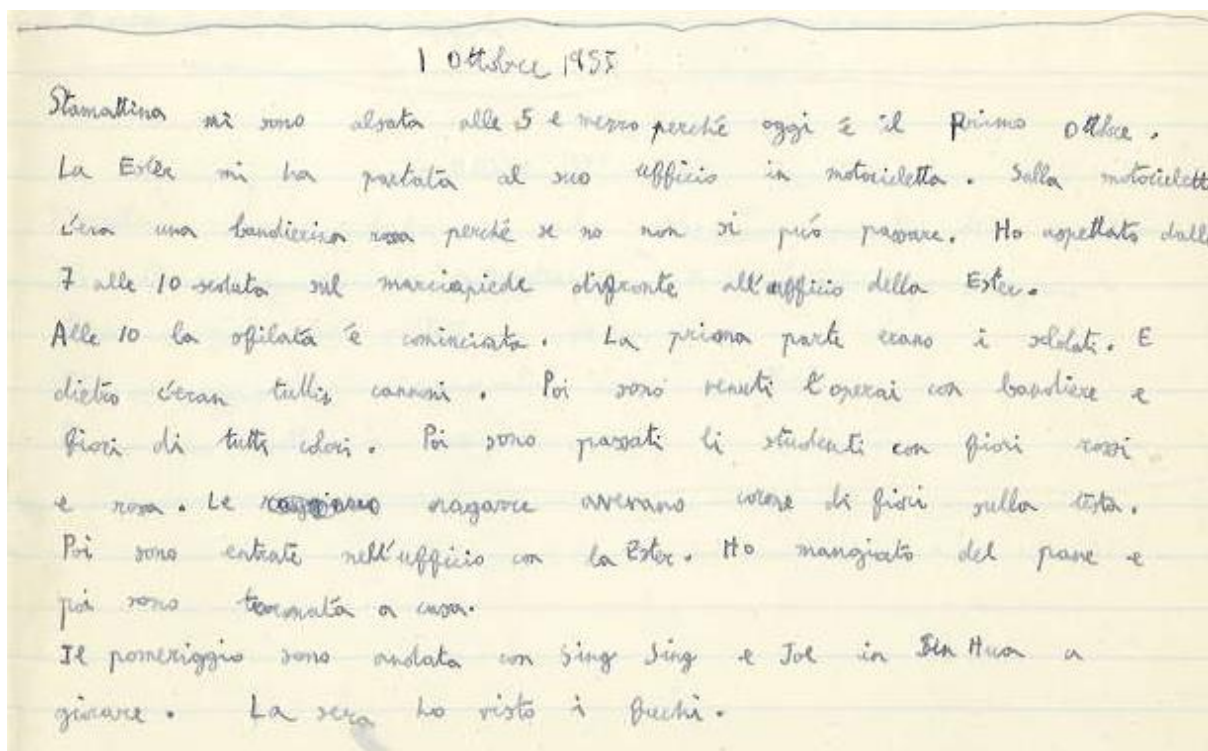 1 Ottobre 1955
Stamattina mi sono alsata alle 5 e mezzo perché oggi é il primo ottobre.
La Ester mi ha portata al suo ufficio in motocicletta. Sulla motociclett
c'era una bandierina rossa perché se no non si può passare. Ho aspettato dalle
7 alle 10 seduta sul marciapiede difronte all'ufficio della Ester.
Alle 10 la sfilata é cominciata. La prima parte erano i soldati. E
dietro c'eran tutti cannoni. Poi sono venuti l'operai con bandiere e
fiori di tutti colori. Poi sono passati li studenti con fiori rossi
e rosa. Le ragazze avevano corone di fiori sulla testa.
Poi sono entrati nell'ufficio con la Ester. Ho mangiato del pane e
poi sono tornata a casa.
Il pomeriggio sono andata con Sing Sing e Joe in Hua a
girare. La sera ho visto i fuchi.